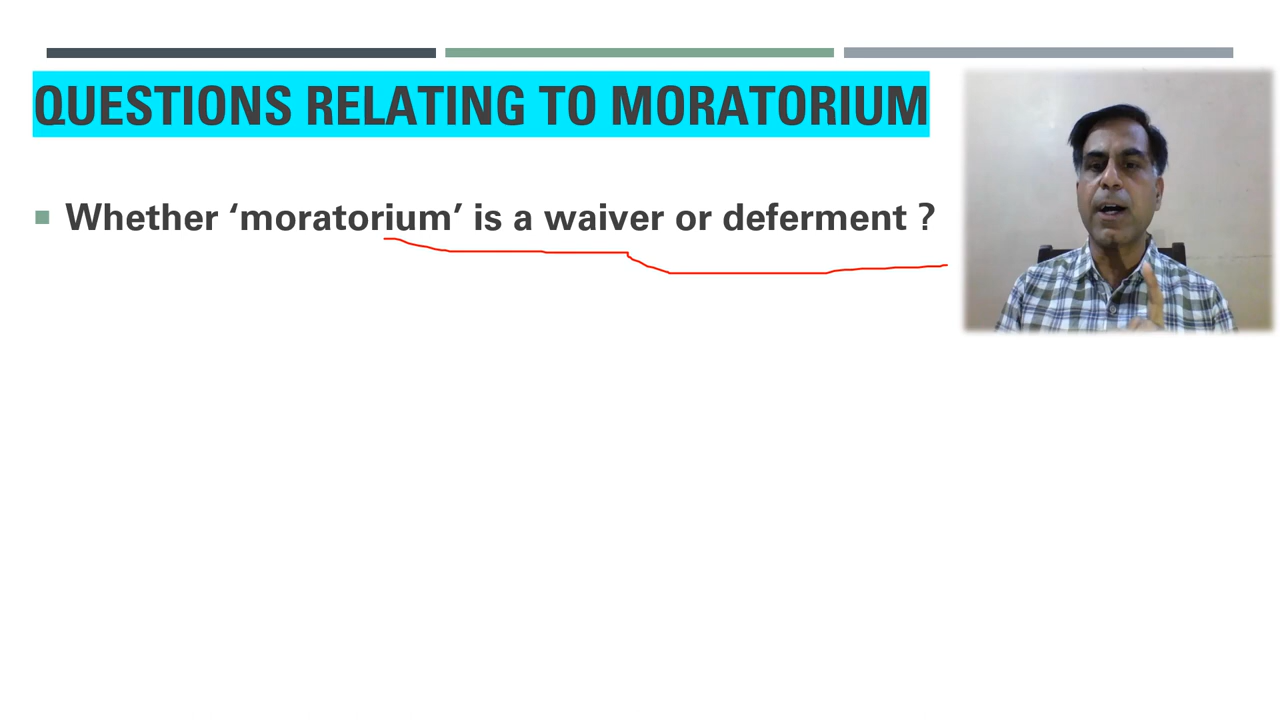 QUESTIONS RELATING TO MORATORIUM
Whether ‘moratorium’ is a waiver or deferment ?